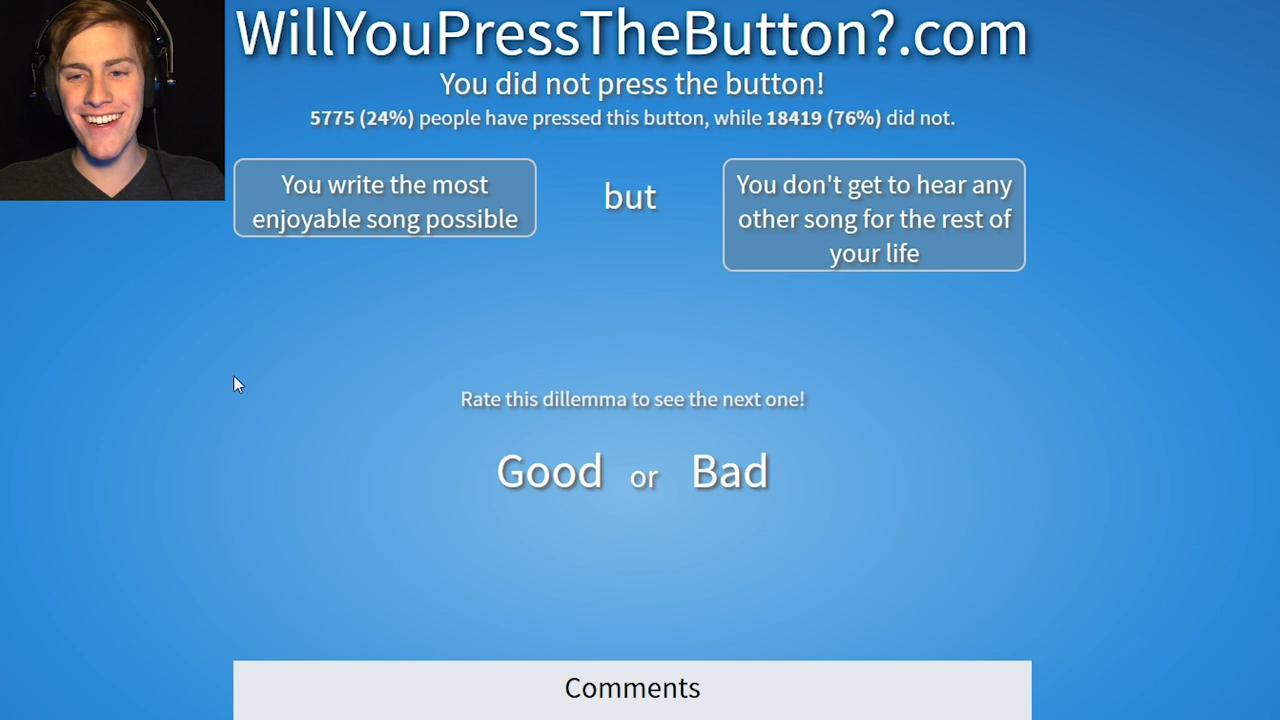 WillYouPressTheButton?.com
You did not press the button!
5775 (24%) people have pressed this button, while 18419 (76%) did not.
You write the most
enjoyable song possible
but
You don't get to hear any
other song for the rest of
your life
Rate this dillemma to see the next one!
Good or Bad
Comments